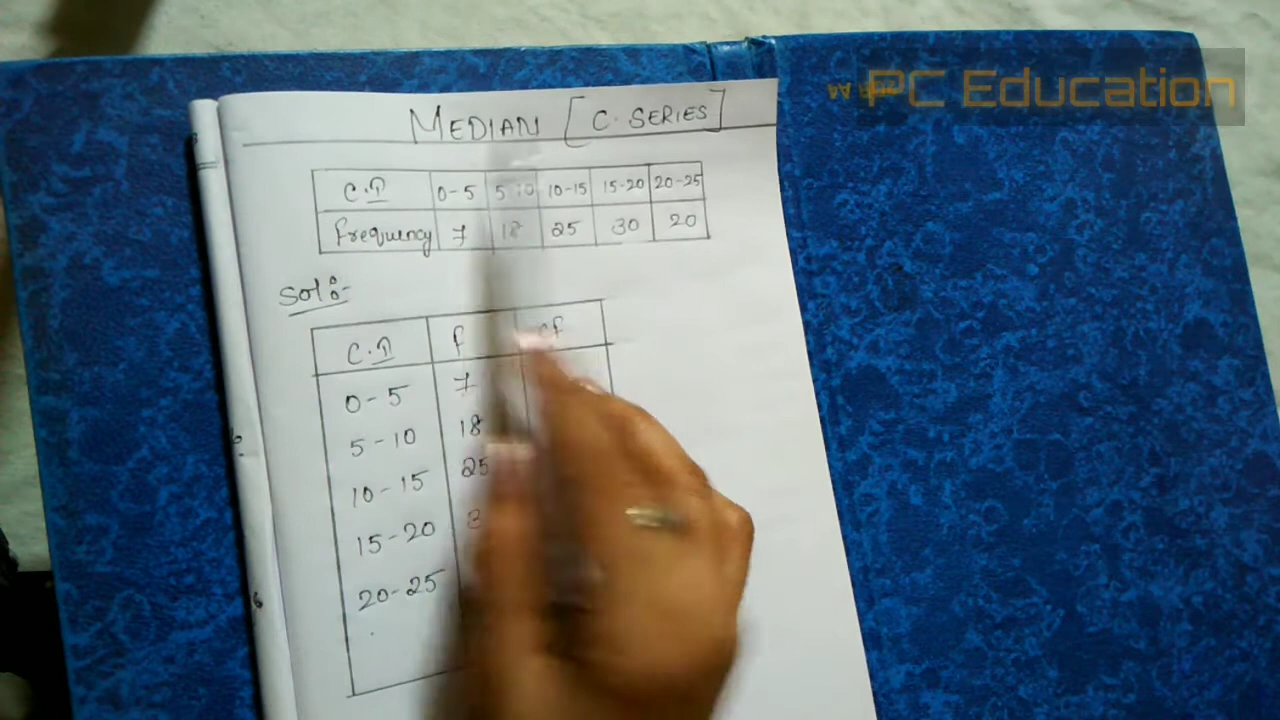 PC Education
MEDIAN [C. SERIES]
C.I 0-5 5-10 10-15 15-20 20-25
frequency 7 18 25 30 20
Sol:-
C.I f cf
0-5 7
5-10 18
10-15 25
15-20
20-25